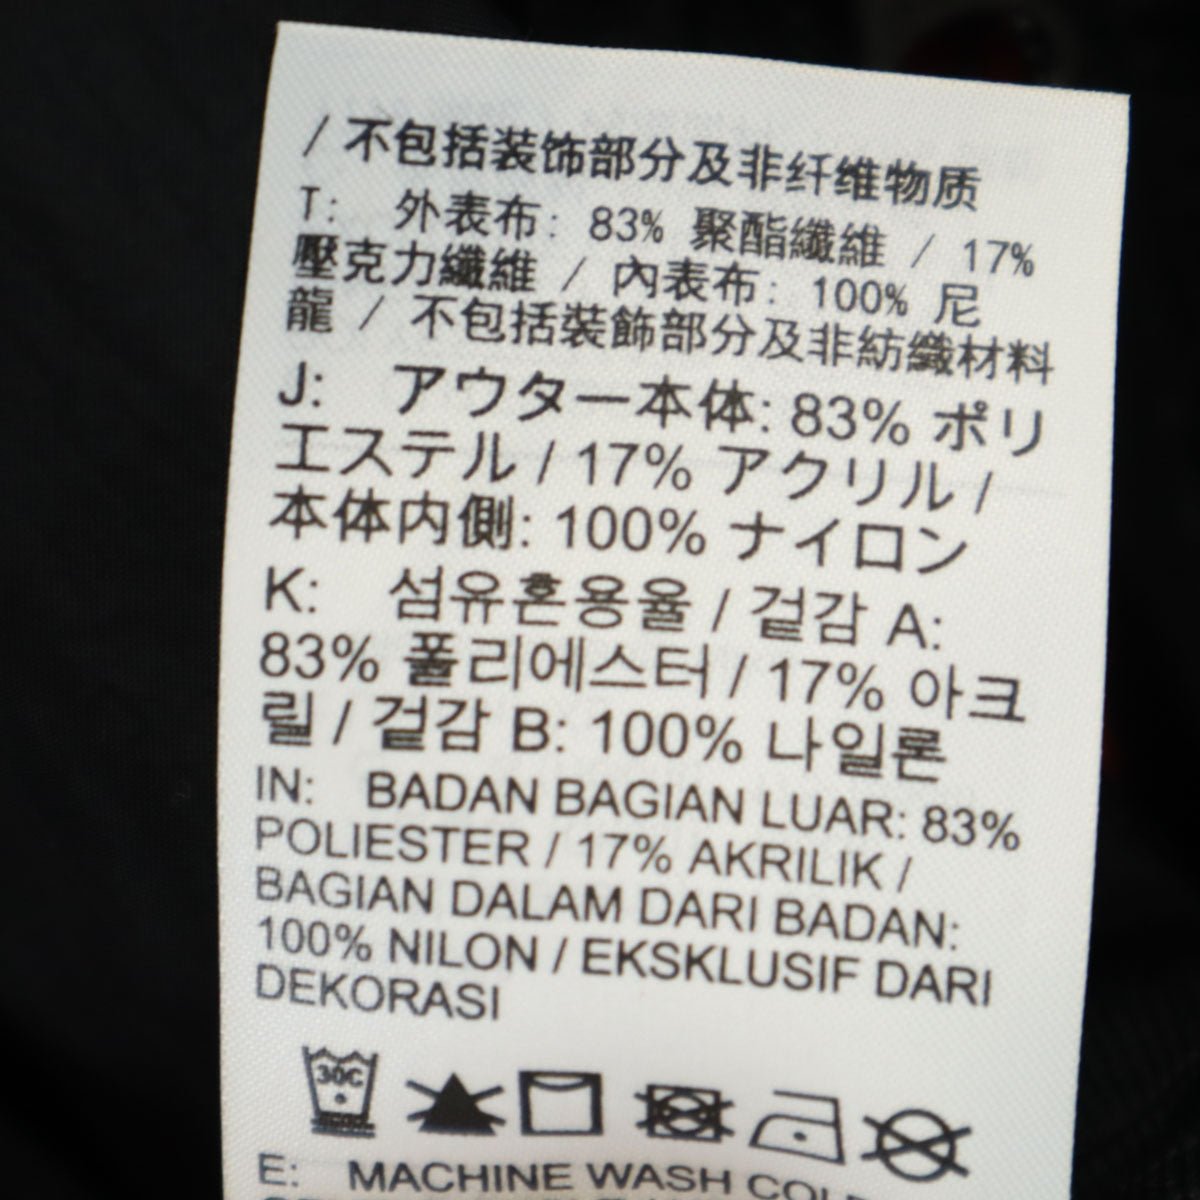 / 不包括装饰部分及非纤维物质
T: 外表布: 83% 聚酯纖維 / 17%
壓克力纖維 / 內表布: 100% 尼
龍 / 不包括裝飾部分及非紡織材料
J: アウター本体: 83% ポリ
エステル / 17% アクリル /
本体内側: 100% ナイロン
K: 섬유혼용율 / 겉감 A:
83% 폴리에스터 / 17% 아크
릴 / 겉감 B: 100% 나일론
IN: BADAN BAGIAN LUAR: 83%
POLIESTER / 17% AKRILIK /
BAGIAN DALAM DARI BADAN:
100% NILON / EKSKLUSIF DARI
DEKORASI
30C
E: MACHINE WASH COLD